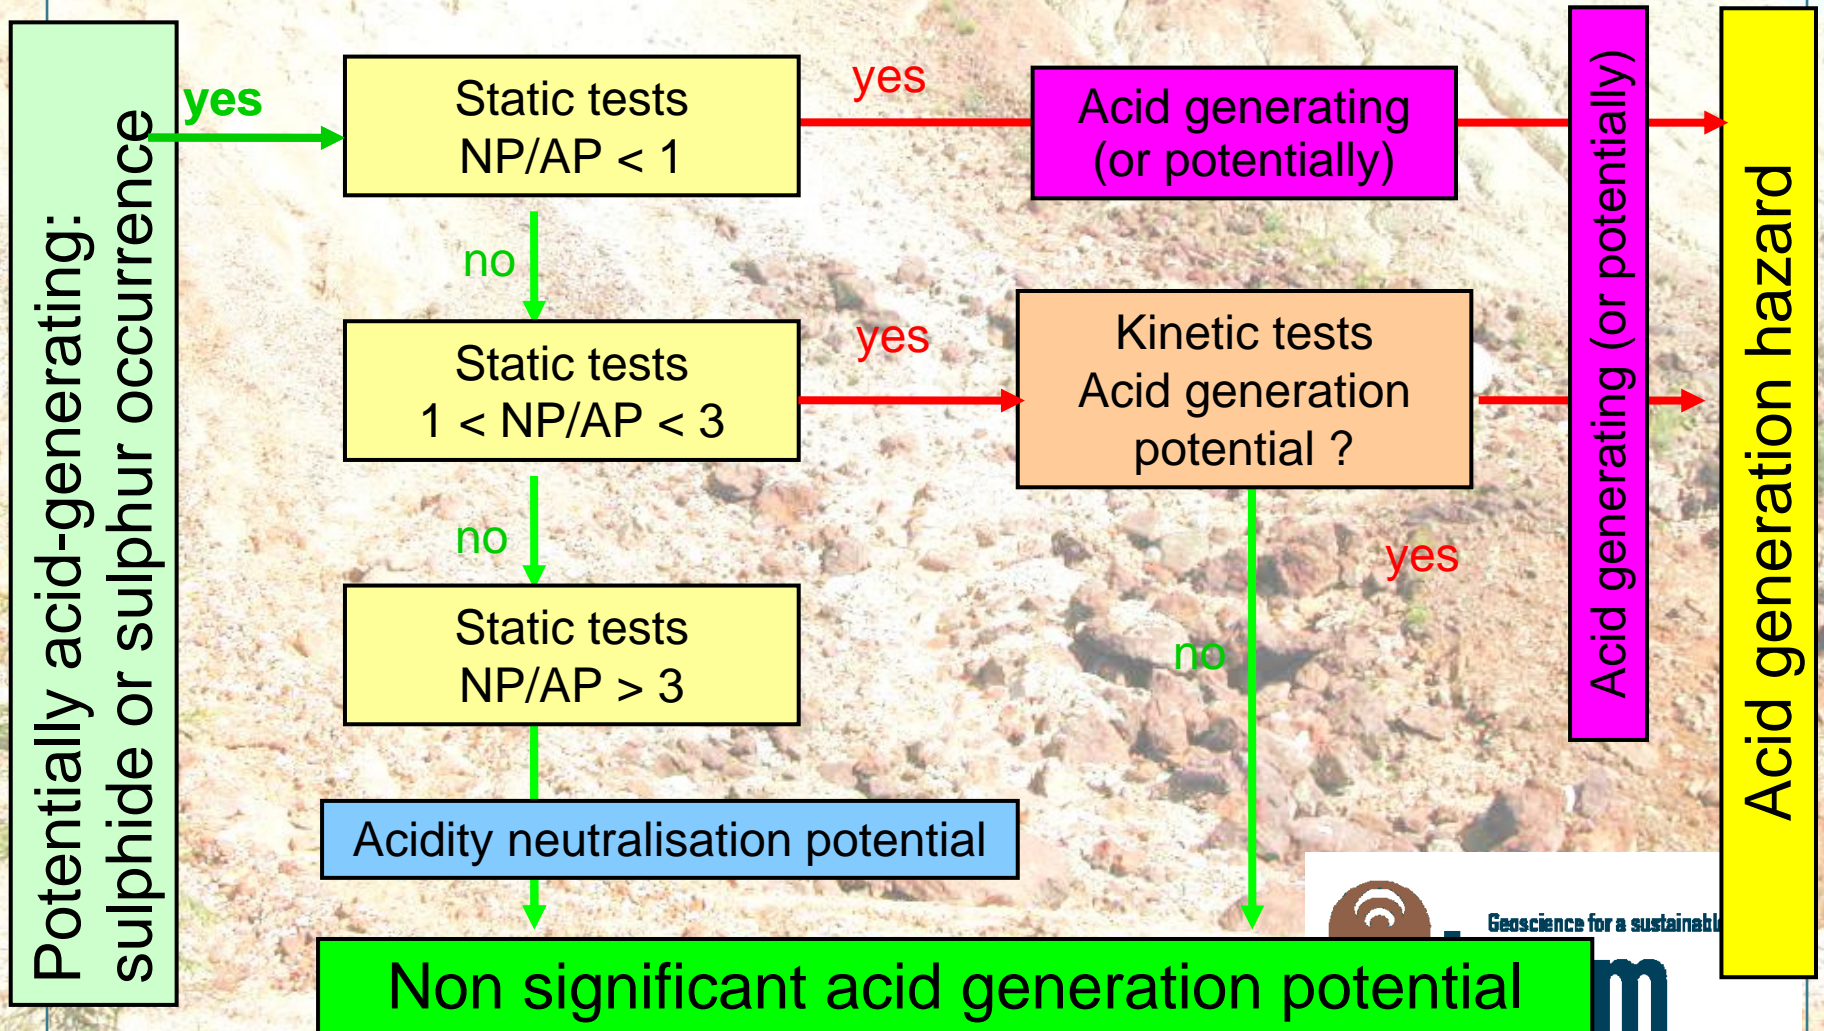 Potentially acid-generating:
sulphide or sulphur occurrence
yes
Static tests
NP/AP < 1
yes
Acid generating
(or potentially)
no
Static tests
1 < NP/AP < 3
yes
Kinetic tests
Acid generation
potential ?
no
yes
Static tests
NP/AP > 3
no
Acidity neutralisation potential
Non significant acid generation potential
Acid generating (or potentially)
Acid generation hazard
Geoscience for a
m